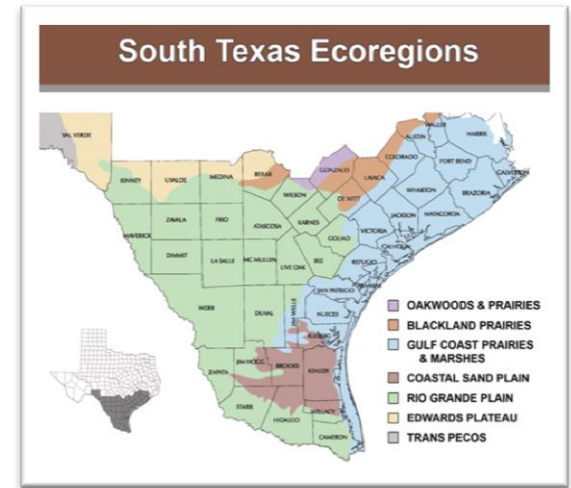 South Texas Ecoregions
VAL VERDE
KINNEY
UVALDE
MEDINA
BEXAR
GONZALES
LAVACA
COLORADO
AUSTIN
WALLER
HARRIS
FORT BEND
GALVESTON
BRAZORIA
WHARTON
MATAGORDA
JACKSON
DE WITT
WILSON
KARNES
VICTORIA
CALHOUN
GOLIAD
REFUGIO
MAVERICK
ZAVALA
FRIO
ATASCOSA
DIMMIT
LA SALLE
MC MULLEN
LIVE OAK
BEE
SAN PATRICIO
NUECES
JIM WELLS
KLEBERG
WEBB
DUVAL
ZAPATA
JIM HOGG
BROOKS
KENEDY
STARR
HIDALGO
WILLACY
CAMERON
OAKWOODS & PRAIRIES
BLACKLAND PRAIRIES
GULF COAST PRAIRIES
& MARSHES
COASTAL SAND PLAIN
RIO GRANDE PLAIN
EDWARDS PLATEAU
TRANS PECOS